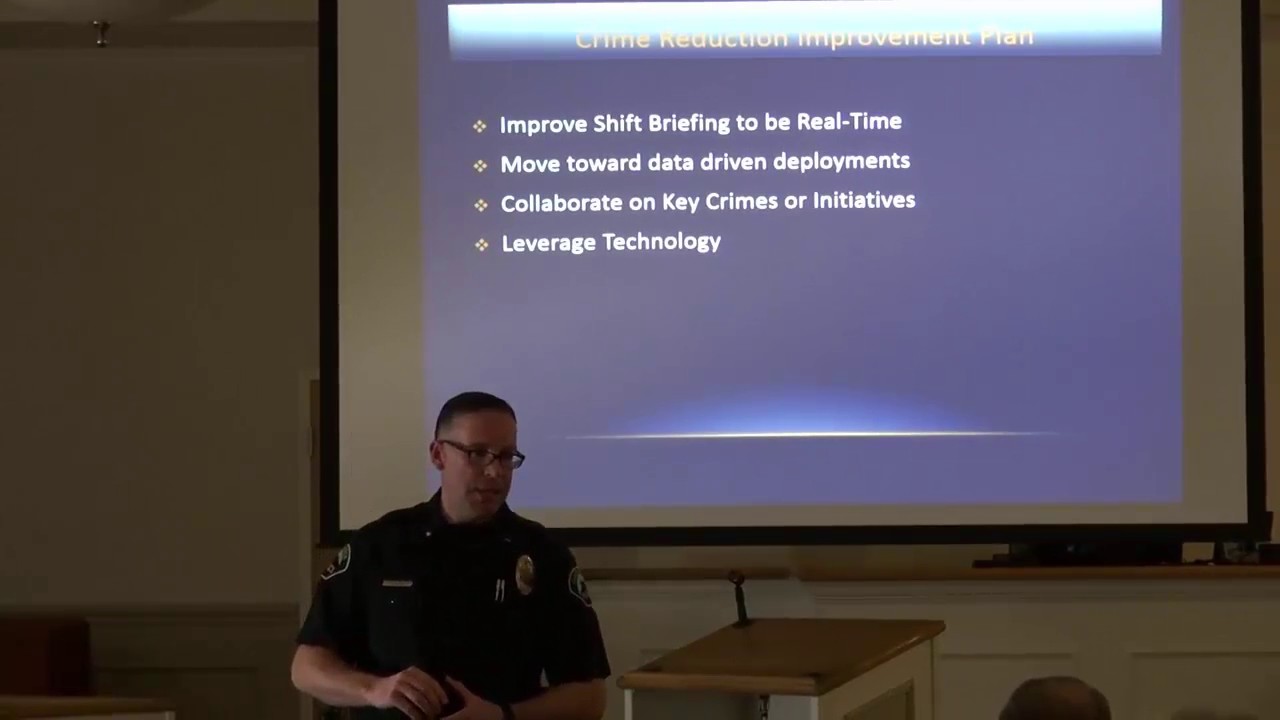 Crime Reduction Improvement Plan
Improve Shift Briefing to be Real-Time
Move toward data driven deployments
Collaborate on Key Crimes or Initiatives
Leverage Technology